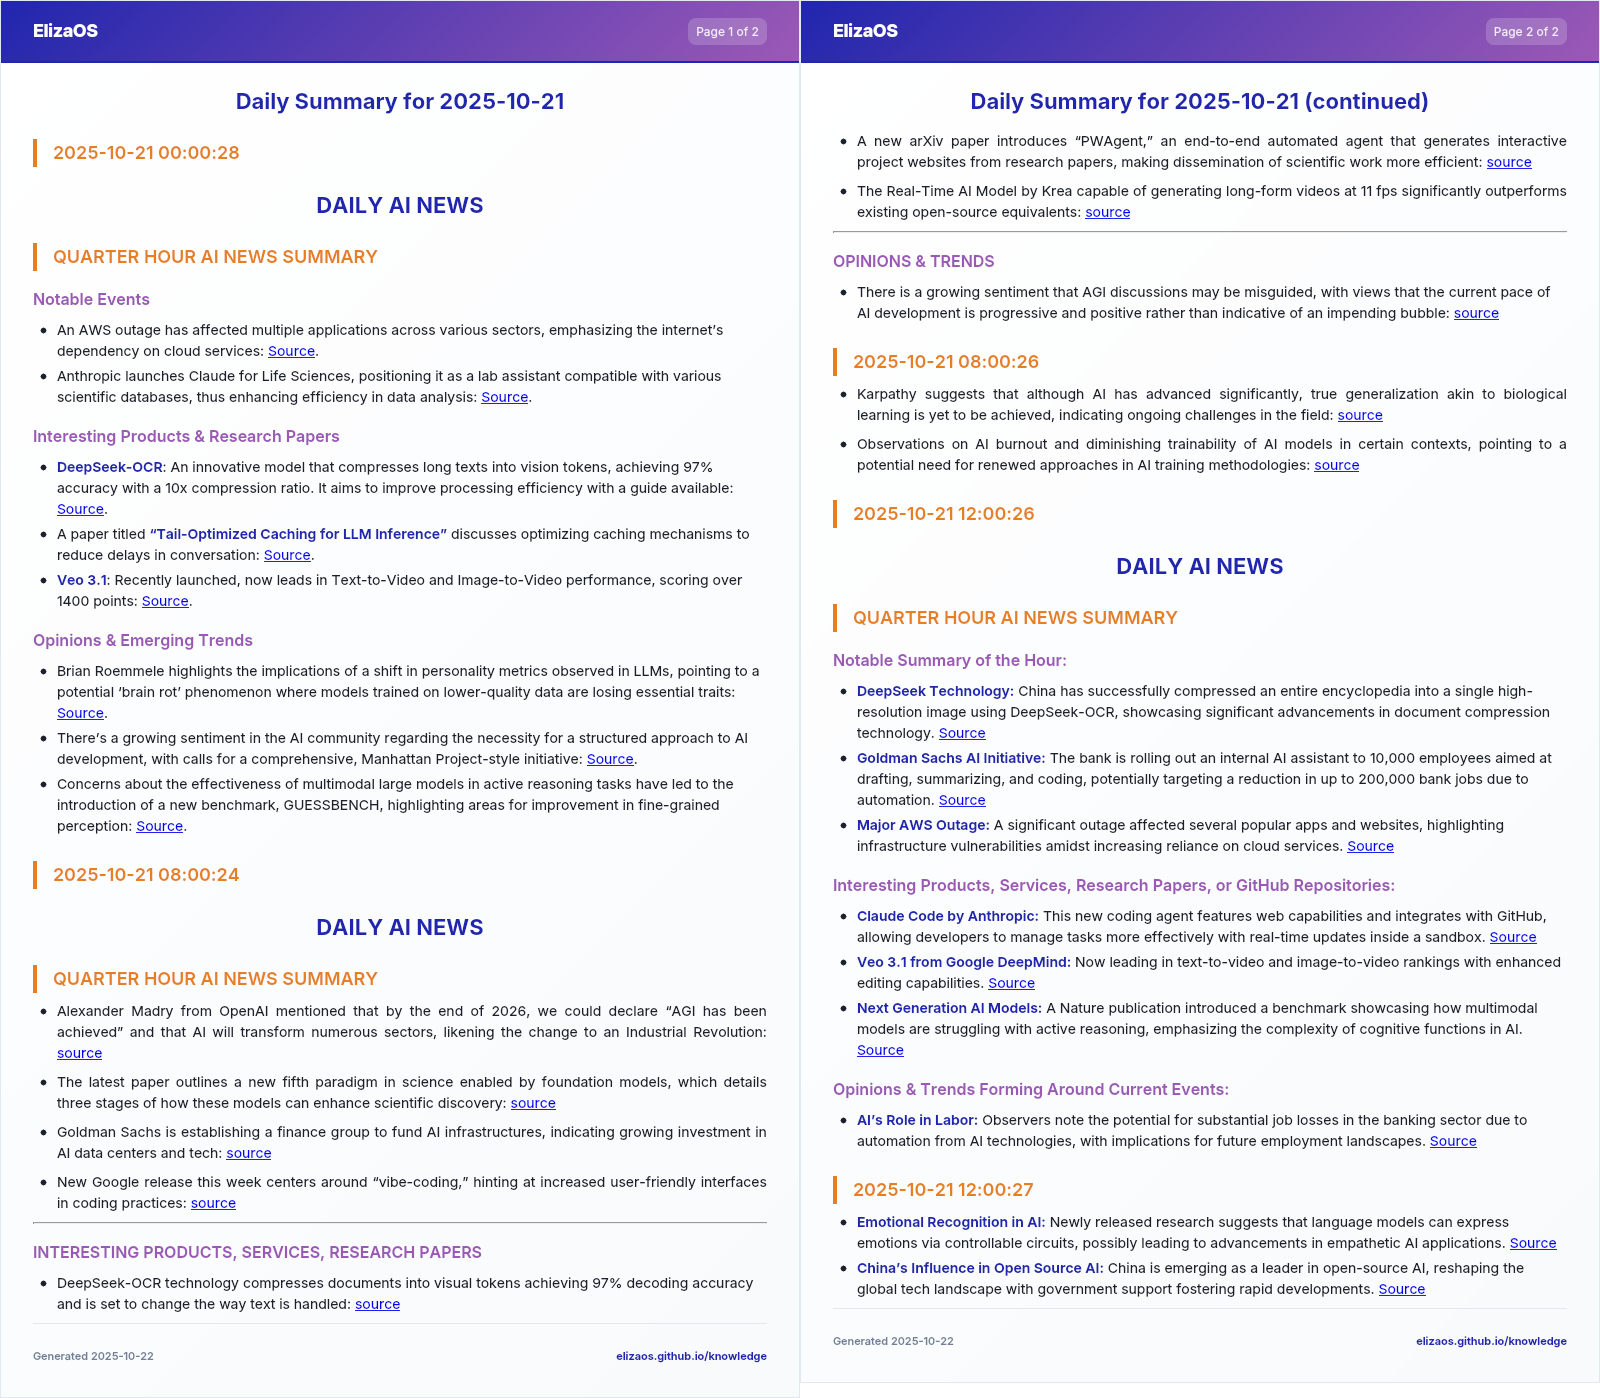 ElizaOS
Page 1 of 2
Daily Summary for 2025-10-21
2025-10-21 00:00:28
DAILY AI NEWS
QUARTER HOUR AI NEWS SUMMARY
Notable Events
• An AWS outage has affected multiple applications across various sectors, emphasizing the internet’s
dependency on cloud services: Source.
• Anthropic launches Claude for Life Sciences, positioning it as a lab assistant compatible with various
scientific databases, thus enhancing efficiency in data analysis: Source.
Interesting Products & Research Papers
• DeepSeek-OCR: An innovative model that compresses long texts into vision tokens, achieving 97%
accuracy with a 10x compression ratio. It aims to improve processing efficiency with a guide available:
Source.
• A paper titled “Tail-Optimized Caching for LLM Inference” discusses optimizing caching mechanisms to
reduce delays in conversation: Source.
• Veo 3.1: Recently launched, now leads in Text-to-Video and Image-to-Video performance, scoring over
1400 points: Source.
Opinions & Emerging Trends
• Brian Roemmele highlights the implications of a shift in personality metrics observed in LLMs, pointing to a
potential ‘brain rot’ phenomenon where models trained on lower-quality data are losing essential traits:
Source.
• There’s a growing sentiment in the AI community regarding the necessity for a structured approach to AI
development, with calls for a comprehensive, Manhattan Project-style initiative: Source.
• Concerns about the effectiveness of multimodal large models in active reasoning tasks have led to the
introduction of a new benchmark, GUESSBENCH, highlighting areas for improvement in fine-grained
perception: Source.
2025-10-21 08:00:24
DAILY AI NEWS
QUARTER HOUR AI NEWS SUMMARY
• Alexander Madry from OpenAI mentioned that by the end of 2026, we could declare “AGI has been
achieved” and that AI will transform numerous sectors, likening the change to an Industrial Revolution:
source
• The latest paper outlines a new fifth paradigm in science enabled by foundation models, which details
three stages of how these models can enhance scientific discovery: source
• Goldman Sachs is establishing a finance group to fund AI infrastructures, indicating growing investment in
AI data centers and tech: source
• New Google release this week centers around “vibe-coding,” hinting at increased user-friendly interfaces
in coding practices: source
INTERESTING PRODUCTS, SERVICES, RESEARCH PAPERS
• DeepSeek-OCR technology compresses documents into visual tokens achieving 97% decoding accuracy
and is set to change the way text is handled: source
Generated 2025-10-22
elizaos.github.io/knowledge
ElizaOS
Page 2 of 2
Daily Summary for 2025-10-21 (continued)
• A new arXiv paper introduces “PWAgent,” an end-to-end automated agent that generates interactive
project websites from research papers, making dissemination of scientific work more efficient: source
• The Real-Time AI Model by Krea capable of generating long-form videos at 11 fps significantly outperforms
existing open-source equivalents: source
OPINIONS & TRENDS
• There is a growing sentiment that AGI discussions may be misguided, with views that the current pace of
AI development is progressive and positive rather than indicative of an impending bubble: source
2025-10-21 08:00:26
• Karpathy suggests that although AI has advanced significantly, true generalization akin to biological
learning is yet to be achieved, indicating ongoing challenges in the field: source
• Observations on AI burnout and diminishing trainability of AI models in certain contexts, pointing to a
potential need for renewed approaches in AI training methodologies: source
2025-10-21 12:00:26
DAILY AI NEWS
QUARTER HOUR AI NEWS SUMMARY
Notable Summary of the Hour:
• DeepSeek Technology: China has successfully compressed an entire encyclopedia into a single high-
resolution image using DeepSeek-OCR, showcasing significant advancements in document compression
technology. Source
• Goldman Sachs AI Initiative: The bank is rolling out an internal AI assistant to 10,000 employees aimed at
drafting, summarizing, and coding, potentially targeting a reduction in up to 200,000 bank jobs due to
automation. Source
• Major AWS Outage: A significant outage affected several popular apps and websites, highlighting
infrastructure vulnerabilities amidst increasing reliance on cloud services. Source
Interesting Products, Services, Research Papers, or GitHub Repositories:
• Claude Code by Anthropic: This new coding agent features web capabilities and integrates with GitHub,
allowing developers to manage tasks more effectively with real-time updates inside a sandbox. Source
• Veo 3.1 from Google DeepMind: Now leading in text-to-video and image-to-video rankings with enhanced
editing capabilities. Source
• Next Generation AI Models: A Nature publication introduced a benchmark showcasing how multimodal
models are struggling with active reasoning, emphasizing the complexity of cognitive functions in AI.
Source
Opinions & Trends Forming Around Current Events:
• AI’s Role in Labor: Observers note the potential for substantial job losses in the banking sector due to
automation from AI technologies, with implications for future employment landscapes. Source
2025-10-21 12:00:27
• Emotional Recognition in AI: Newly released research suggests that language models can express
emotions via controllable circuits, possibly leading to advancements in empathetic AI applications. Source
• China’s Influence in Open Source AI: China is emerging as a leader in open-source AI, reshaping the
global tech landscape with government support fostering rapid developments. Source
Generated 2025-10-22
elizaos.github.io/knowledge